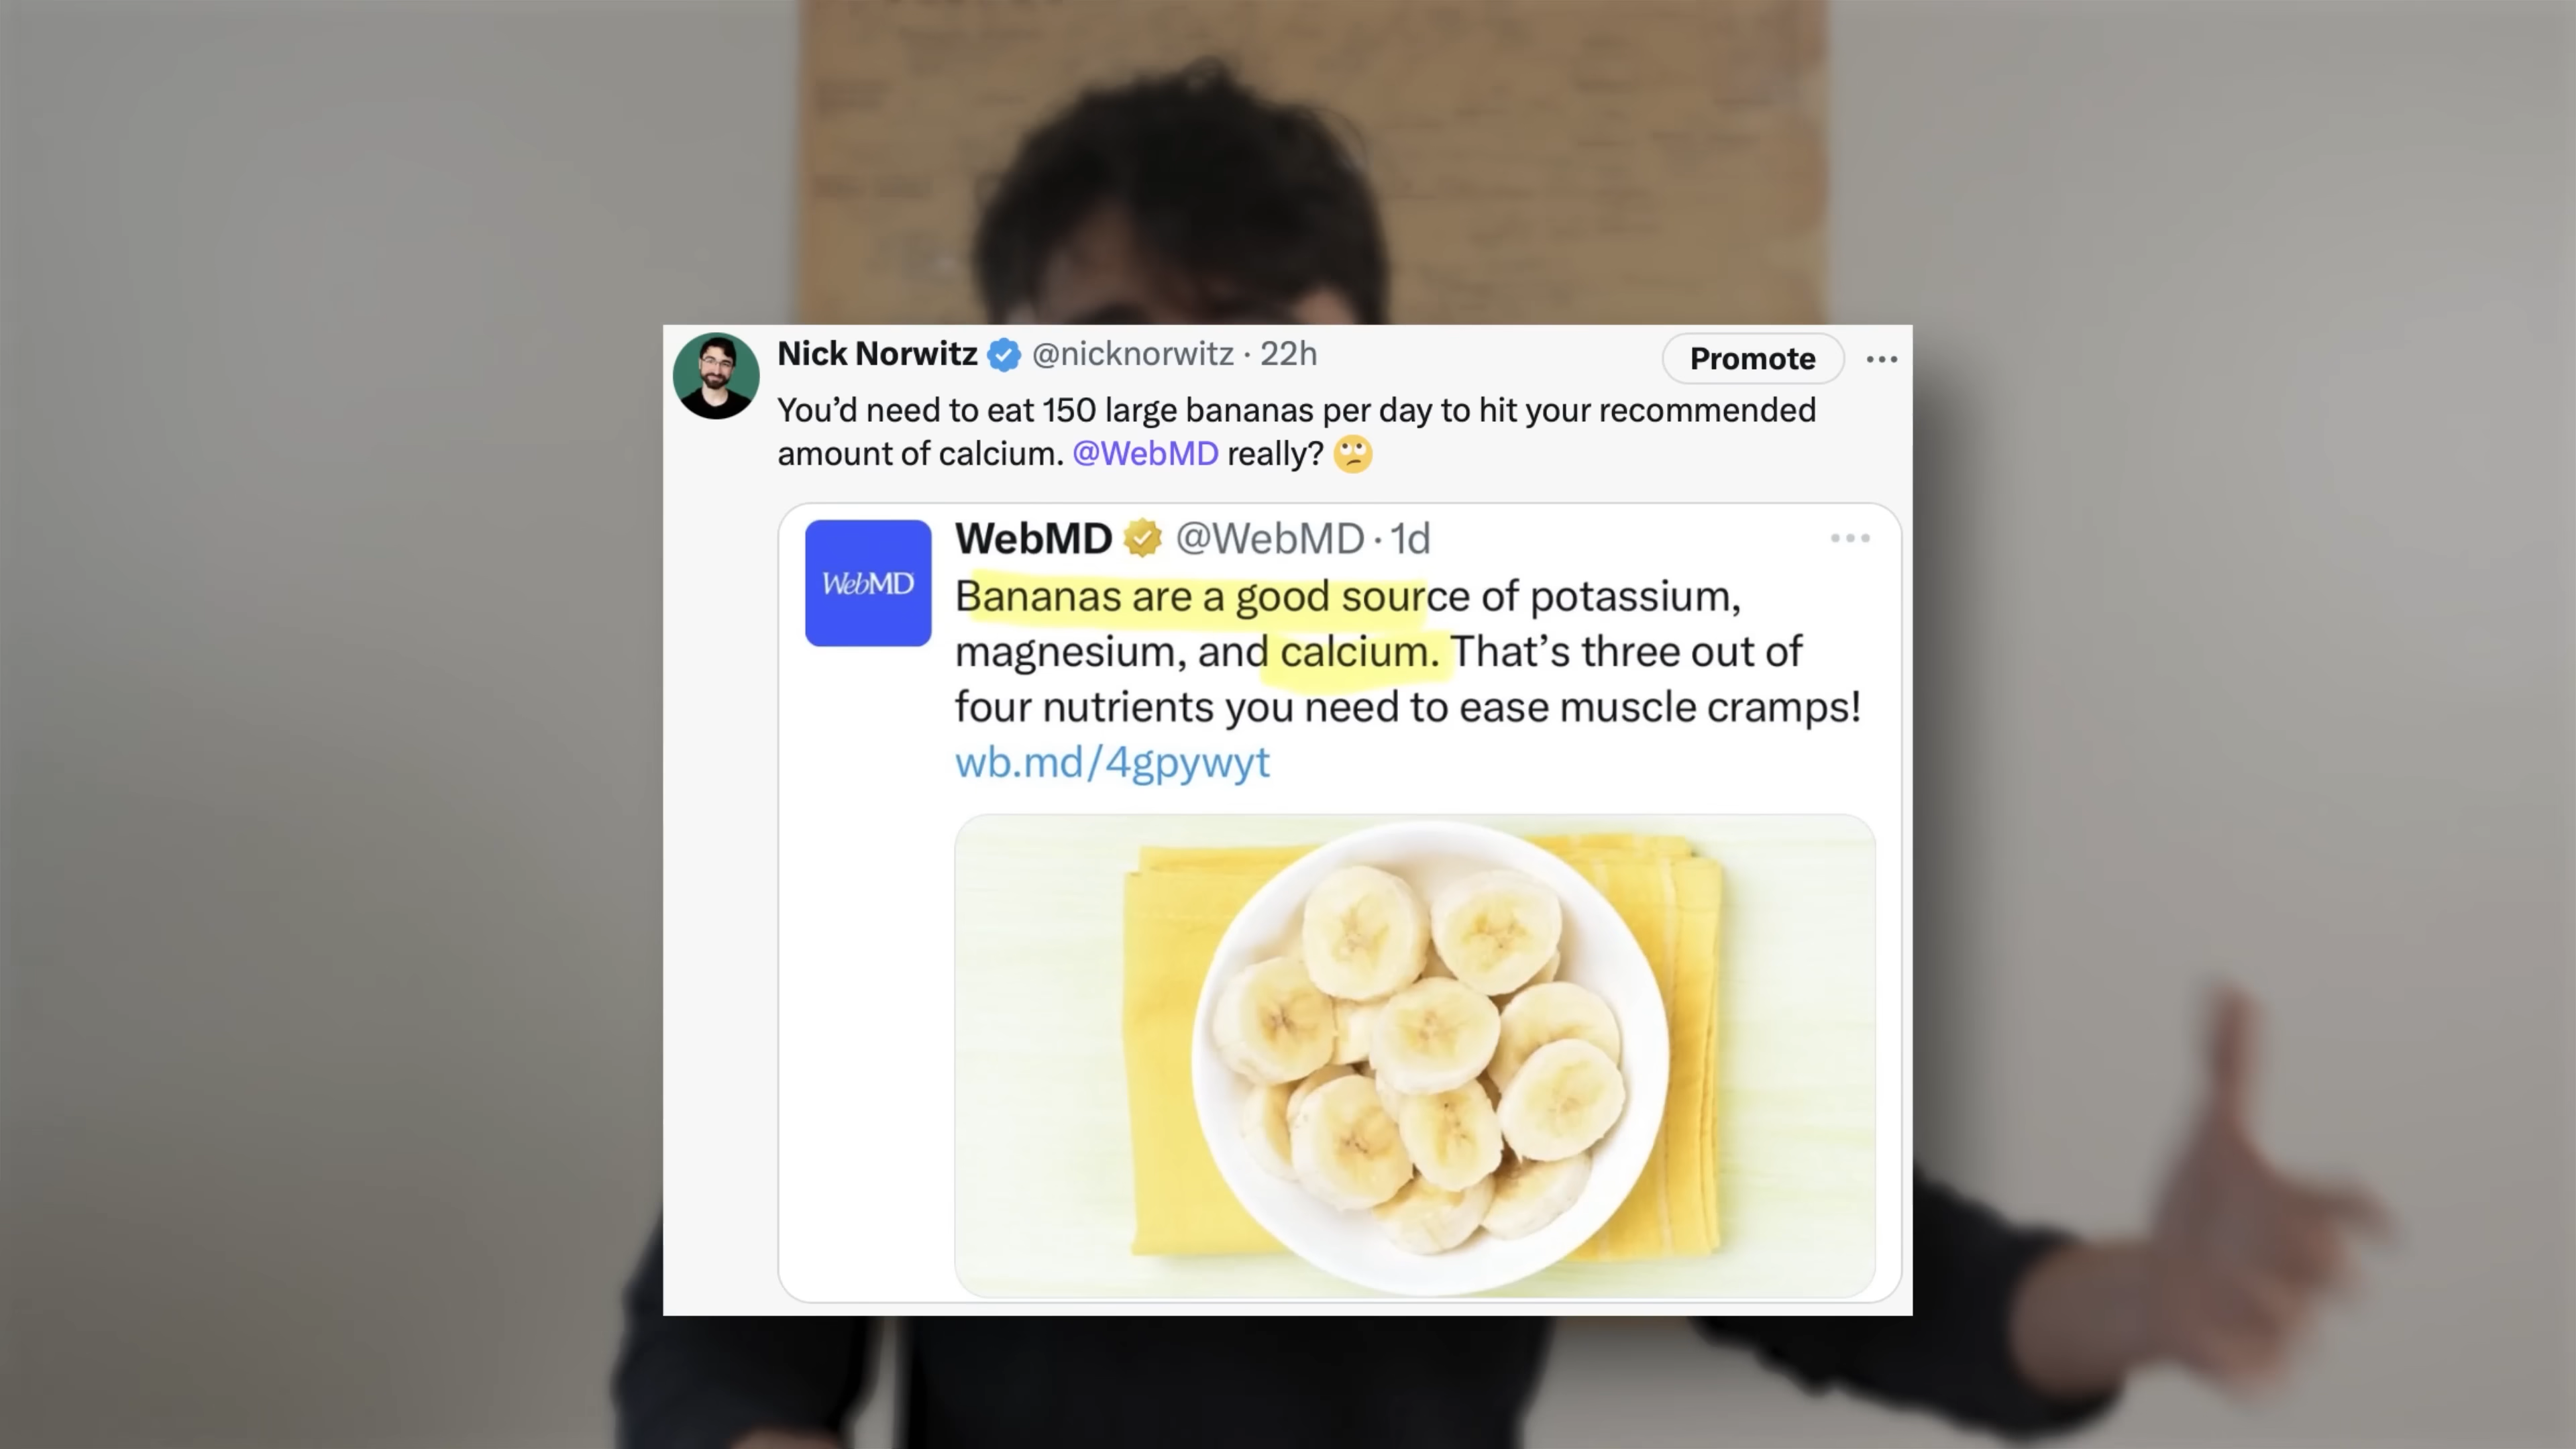 Nick Norwitz @nicknorwitz · 22h
Promote
You’d need to eat 150 large bananas per day to hit your recommended
amount of calcium. @WebMD really? 🙄
WebMD
WebMD @WebMD · 1d
Bananas are a good source of potassium,
magnesium, and calcium. That’s three out of
four nutrients you need to ease muscle cramps!
wb.md/4gpywyt